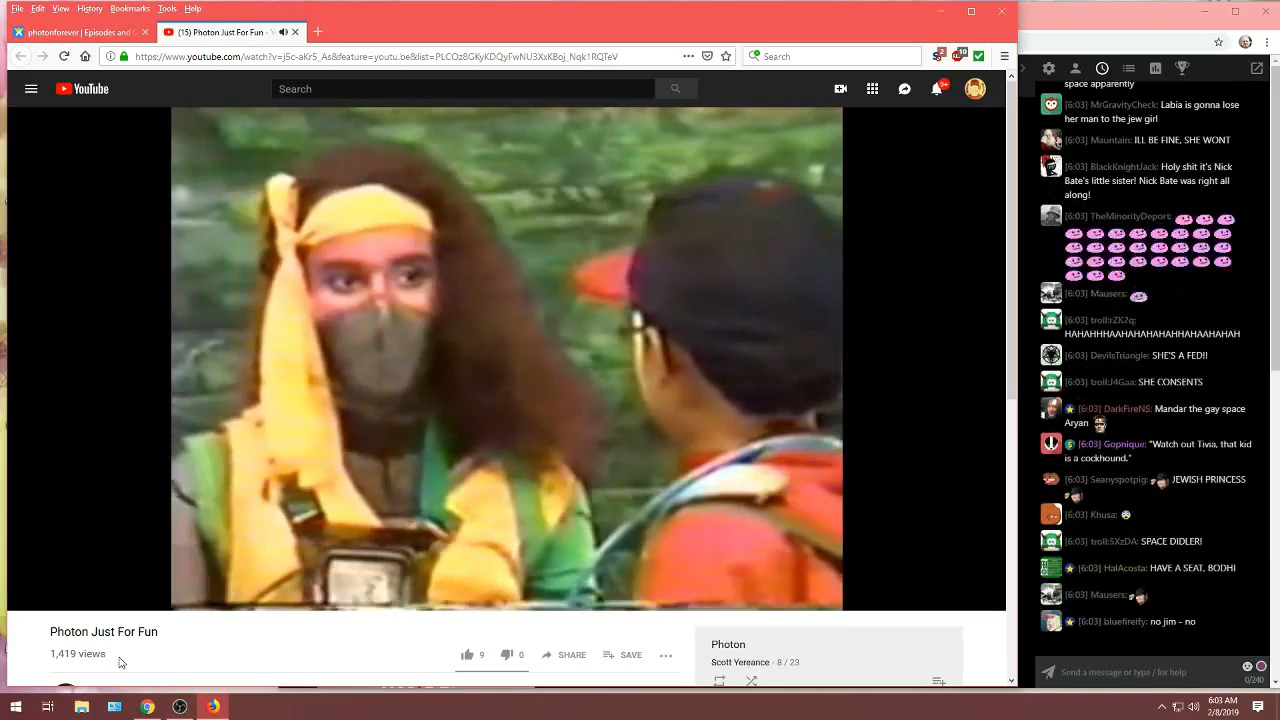 File Edit View History Bookmarks Tools Help
photonforever | Episodes and
(15) Photon Just For Fun - Y
https://www.youtube.com/watch?v=j5c-aKr5_As&feature=youtu.be&list=PLCOz8GKyKDQyFwNU3XxKBoj_Nqk1RQTeV
Search
2
10
YouTube
Search
9+
Photon Just For Fun
1,419 views
9
0
SHARE
SAVE
Photon
Scott Yereance - 8 / 23
space apparently
[6:03] MrGravityCheck: Labia is gonna lose
her man to the jew girl
[6:03] Mauntain: ILL BE FINE, SHE WONT
[6:03] BlackKnightJack: Holy shit it's Nick
Bate's little sister! Nick Bate was right all
along!
[6:03] TheMinorityDeport:
[6:03] Mausers:
[6:03] troll:rZK2q:
HAHAHHHAAHAHAHAHAHHAHAAHAHAH
[6:03] DevilsTriangle: SHE'S A FED!!
[6:03] troll:J4Gaa: SHE CONSENTS
[6:03] DarkFireNS: Mandar the gay space
Aryan
[6:03] Gopnique: "Watch out Tivia, that kid
is a cockhound."
[6:03] Seanyspotpig: JEWISH PRINCESS
[6:03] Khusa:
[6:03] troll:5XzDA: SPACE DIDLER!
[6:03] HalAcosta: HAVE A SEAT, BODHI
[6:03] Mausers:
[6:03] bluefireify: no jim - no
Send a message or type / for help
0/240
6:03 AM
2/8/2019